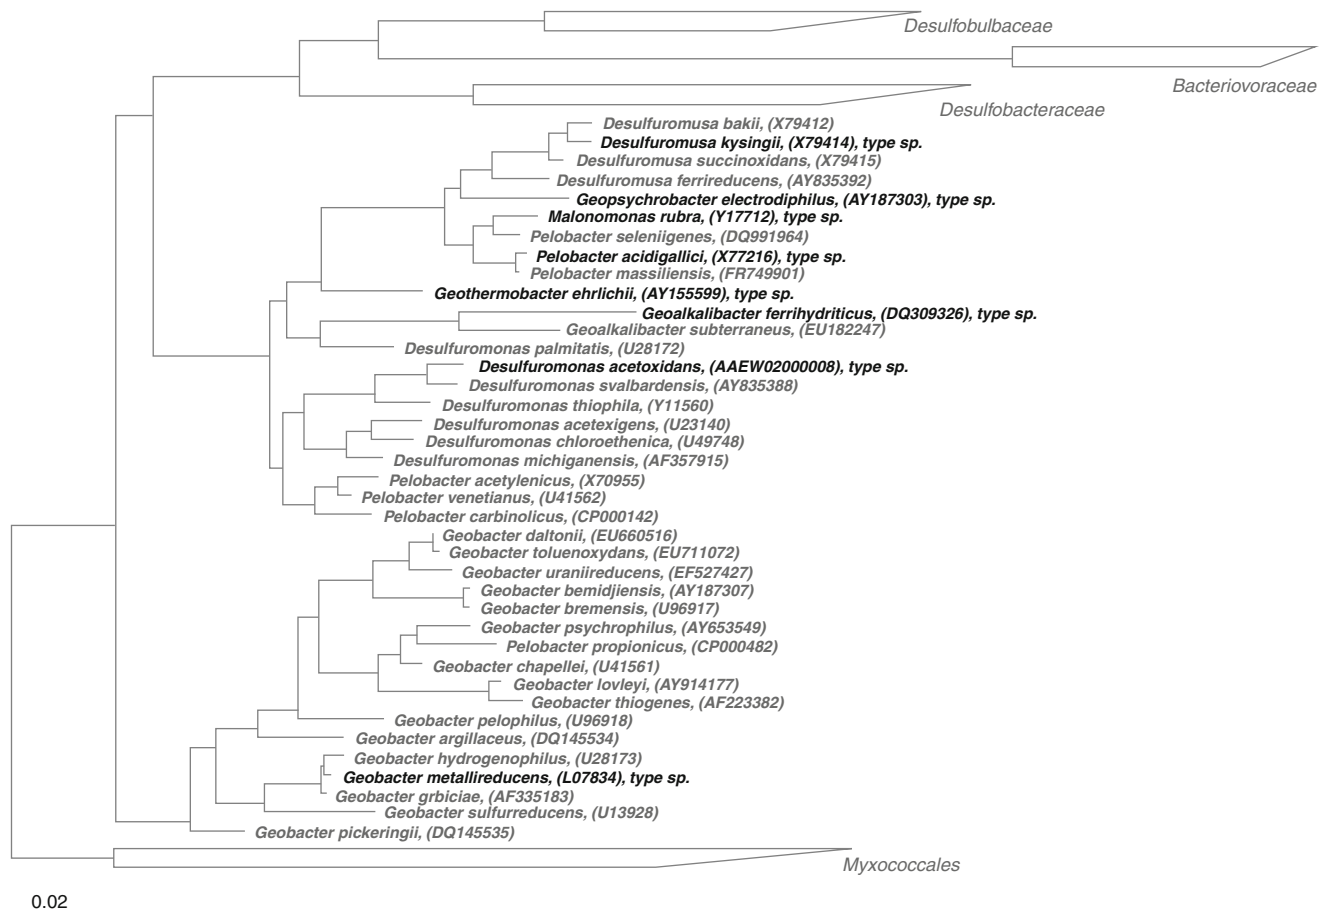 Desulfobulbaceae
Bacteriovoraceae
Desulfobacteraceae
Desulfuromusa bakii, (X79412)
Desulfuromusa kysingii, (X79414), type sp.
Desulfuromusa succinoxidans, (X79415)
Desulfuromusa ferrireducens, (AY835392)
Geopsychrobacter electrodiphilus, (AY187303), type sp.
Malonomonas rubra, (Y17712), type sp.
Pelobacter seleniigenes, (DQ991964)
Pelobacter acidigallici, (X77216), type sp.
Pelobacter massiliensis, (FR749901)
Geothermobacter ehrlichii, (AY155599), type sp.
Geoalkalibacter ferrihydriticus, (DQ309326), type sp.
Geoalkalibacter subterraneus, (EU182247)
Desulfuromonas palmitatis, (U28172)
Desulfuromonas acetoxidans, (AAEW02000008), type sp.
Desulfuromonas svalbardensis, (AY835388)
Desulfuromonas thiophila, (Y11560)
Desulfuromonas acetexigens, (U23140)
Desulfuromonas chloroethenica, (U49748)
Desulfuromonas michiganensis, (AF357915)
Pelobacter acetylenicus, (X70955)
Pelobacter venetianus, (U41562)
Pelobacter carbinolicus, (CP000142)
Geobacter daltonii, (EU660516)
Geobacter toluenoxydans, (EU711072)
Geobacter uraniireducens, (EF527427)
Geobacter bemidjiensis, (AY187307)
Geobacter bremensis, (U96917)
Geobacter psychrophilus, (AY653549)
Pelobacter propionicus, (CP000482)
Geobacter chapellei, (U41561)
Geobacter lovleyi, (AY914177)
Geobacter thiogenes, (AF223382)
Geobacter pelophilus, (U96918)
Geobacter argillaceus, (DQ145534)
Geobacter hydrogenophilus, (U28173)
Geobacter metallireducens, (L07834), type sp.
Geobacter grbiciae, (AF335183)
Geobacter sulfurreducens, (U13928)
Geobacter pickeringii, (DQ145535)
Myxococcales
0.02